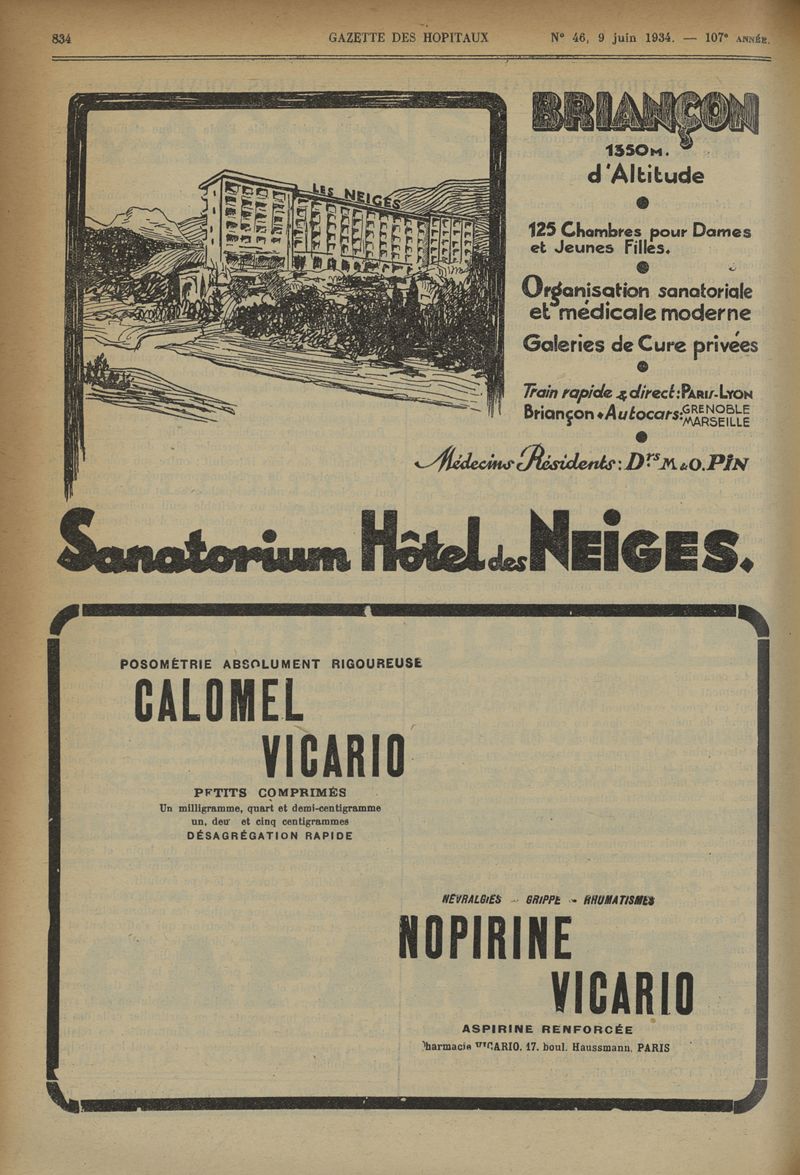 834 GAZETTE DES HOPITAUX N° 46, 9 juin 1934. — 107e ANNÉE.
LES NEIGES
BRIANÇON
1350M.
d'Altitude
125 Chambres pour Dames
et Jeunes Filles.
Organisation sanatoriale
et médicale moderne
Galeries de Cure privées
Train rapide & direct: PARIS-LYON
Briançon • Autocars: GRENOBLE
MARSEILLE
Médecins Résidents: Drs M & O. PIN
Sanatorium Hôtel des NEIGES.
POSOMÉTRIE ABSOLUMENT RIGOUREUSE
CALOMEL
VICARIO
PETITS COMPRIMÉS
Un milligramme, quart et demi-centigramme
un, deux et cinq centigrammes
DÉSAGRÉGATION RAPIDE
NÉVRALGIES - GRIPPE - RHUMATISMES
NOPIRINE
VICARIO
ASPIRINE RENFORCÉE
Pharmacie VICARIO, 17, boul. Haussmann, PARIS